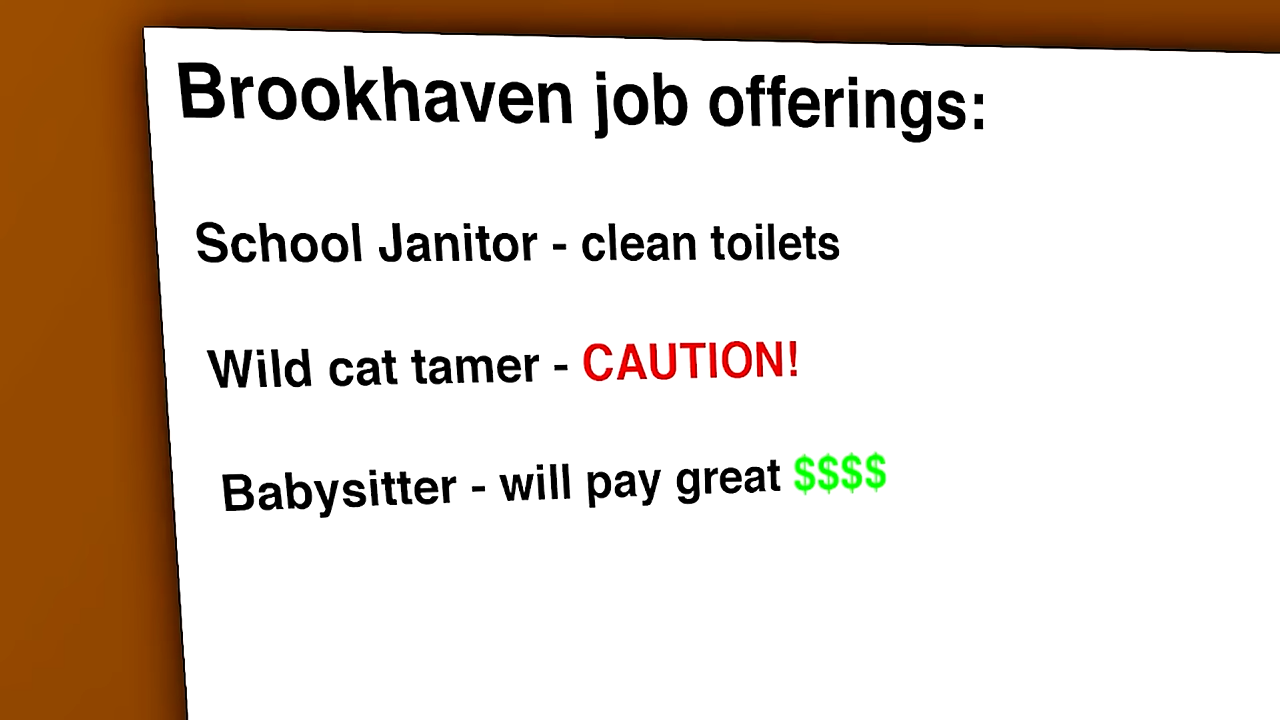 Brookhaven job offerings:
School Janitor - clean toilets
Wild cat tamer - CAUTION!
Babysitter - will pay great $$$$